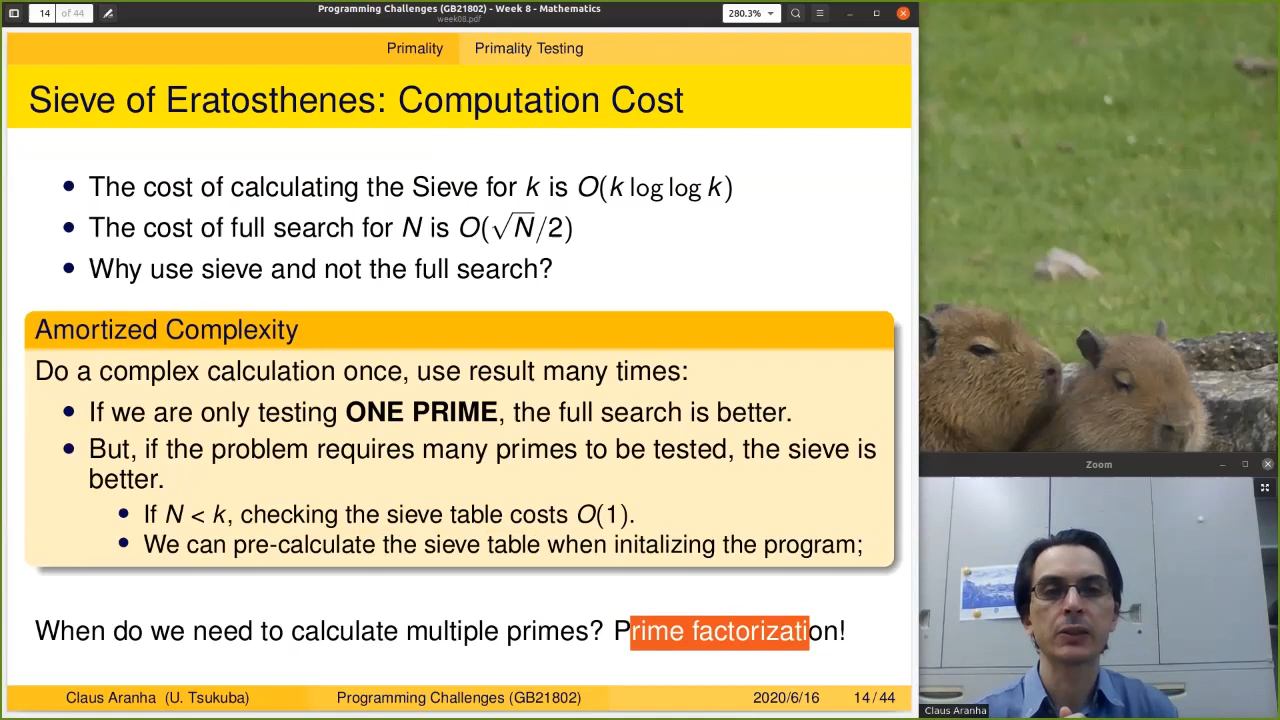 14 of 44
Programming Challenges (GB21802) - Week 8 - Mathematics
week08.pdf
280.3%
Primality Primality Testing
Sieve of Eratosthenes: Computation Cost
• The cost of calculating the Sieve for k is O(k log log k)
• The cost of full search for N is O(√N/2)
• Why use sieve and not the full search?
Amortized Complexity
Do a complex calculation once, use result many times:
• If we are only testing ONE PRIME, the full search is better.
• But, if the problem requires many primes to be tested, the sieve is
better.
• If N < k, checking the sieve table costs O(1).
• We can pre-calculate the sieve table when initalizing the program;
When do we need to calculate multiple primes? Prime factorization!
Claus Aranha (U. Tsukuba) Programming Challenges (GB21802) 2020/6/16 14 / 44
Zoom
Claus Aranha